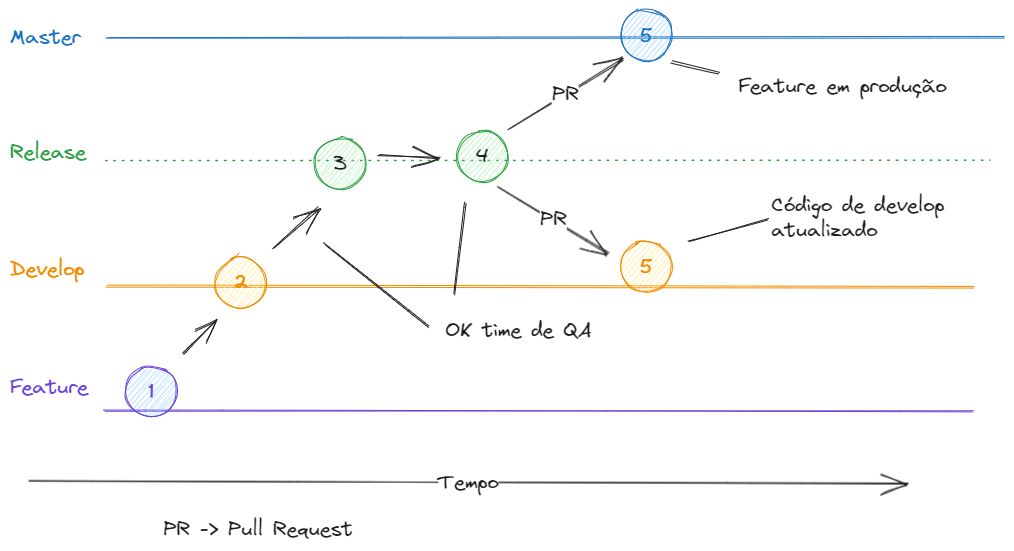 Master
5
PR
Feature em produção
Release
3
4
PR
Código de develop
atualizado
Develop
2
5
OK time de QA
Feature
1
Tempo
PR -> Pull Request